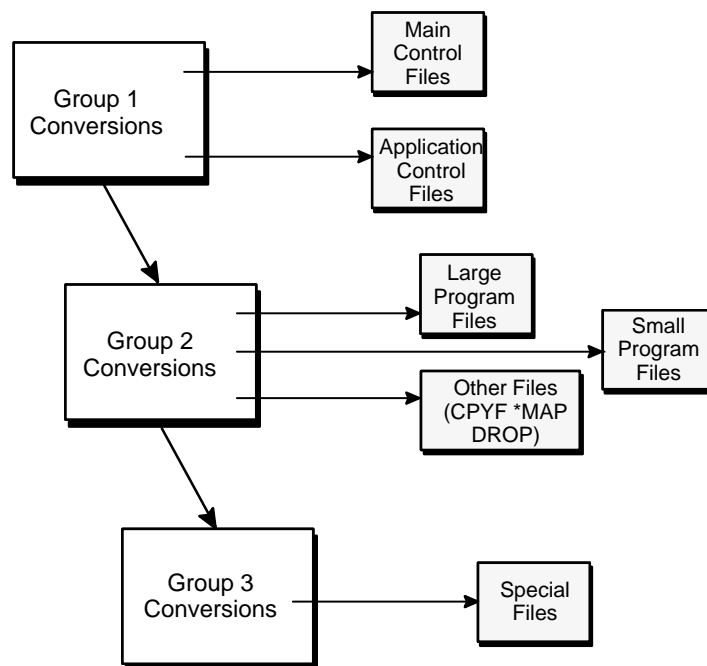 Main
Control
Files
Group 1
Conversions
Application
Control
Files
Large
Program
Files
Group 2
Conversions
Small
Program
Files
Other Files
(CPYF *MAP
DROP)
Group 3
Conversions
Special
Files